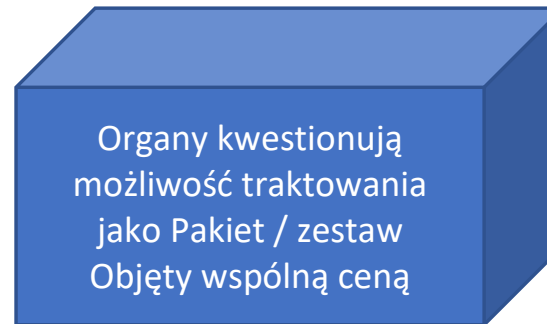 Organy kwestionują
możliwość traktowania
jako Pakiet / zestaw
Objęty wspólną ceną